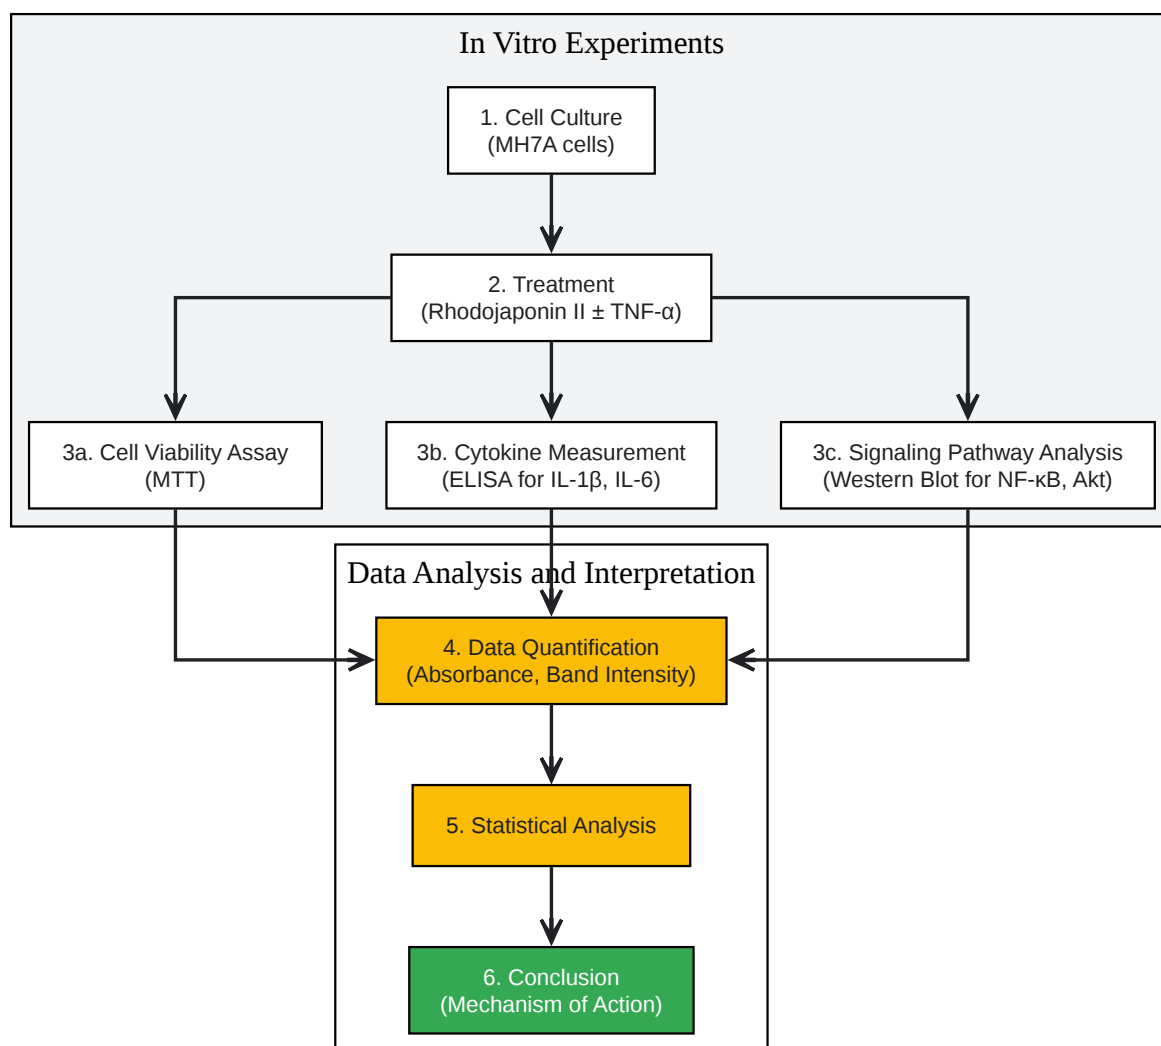 In Vitro Experiments
1. Cell Culture
(MH7A cells)
2. Treatment
(Rhodojaponin II ± TNF-α)
3a. Cell Viability Assay
(MTT)
3b. Cytokine Measurement
(ELISA for IL-1β, IL-6)
3c. Signaling Pathway Analysis
(Western Blot for NF-κB, Akt)
Data Analysis and Interpretation
4. Data Quantification
(Absorbance, Band Intensity)
5. Statistical Analysis
6. Conclusion
(Mechanism of Action)